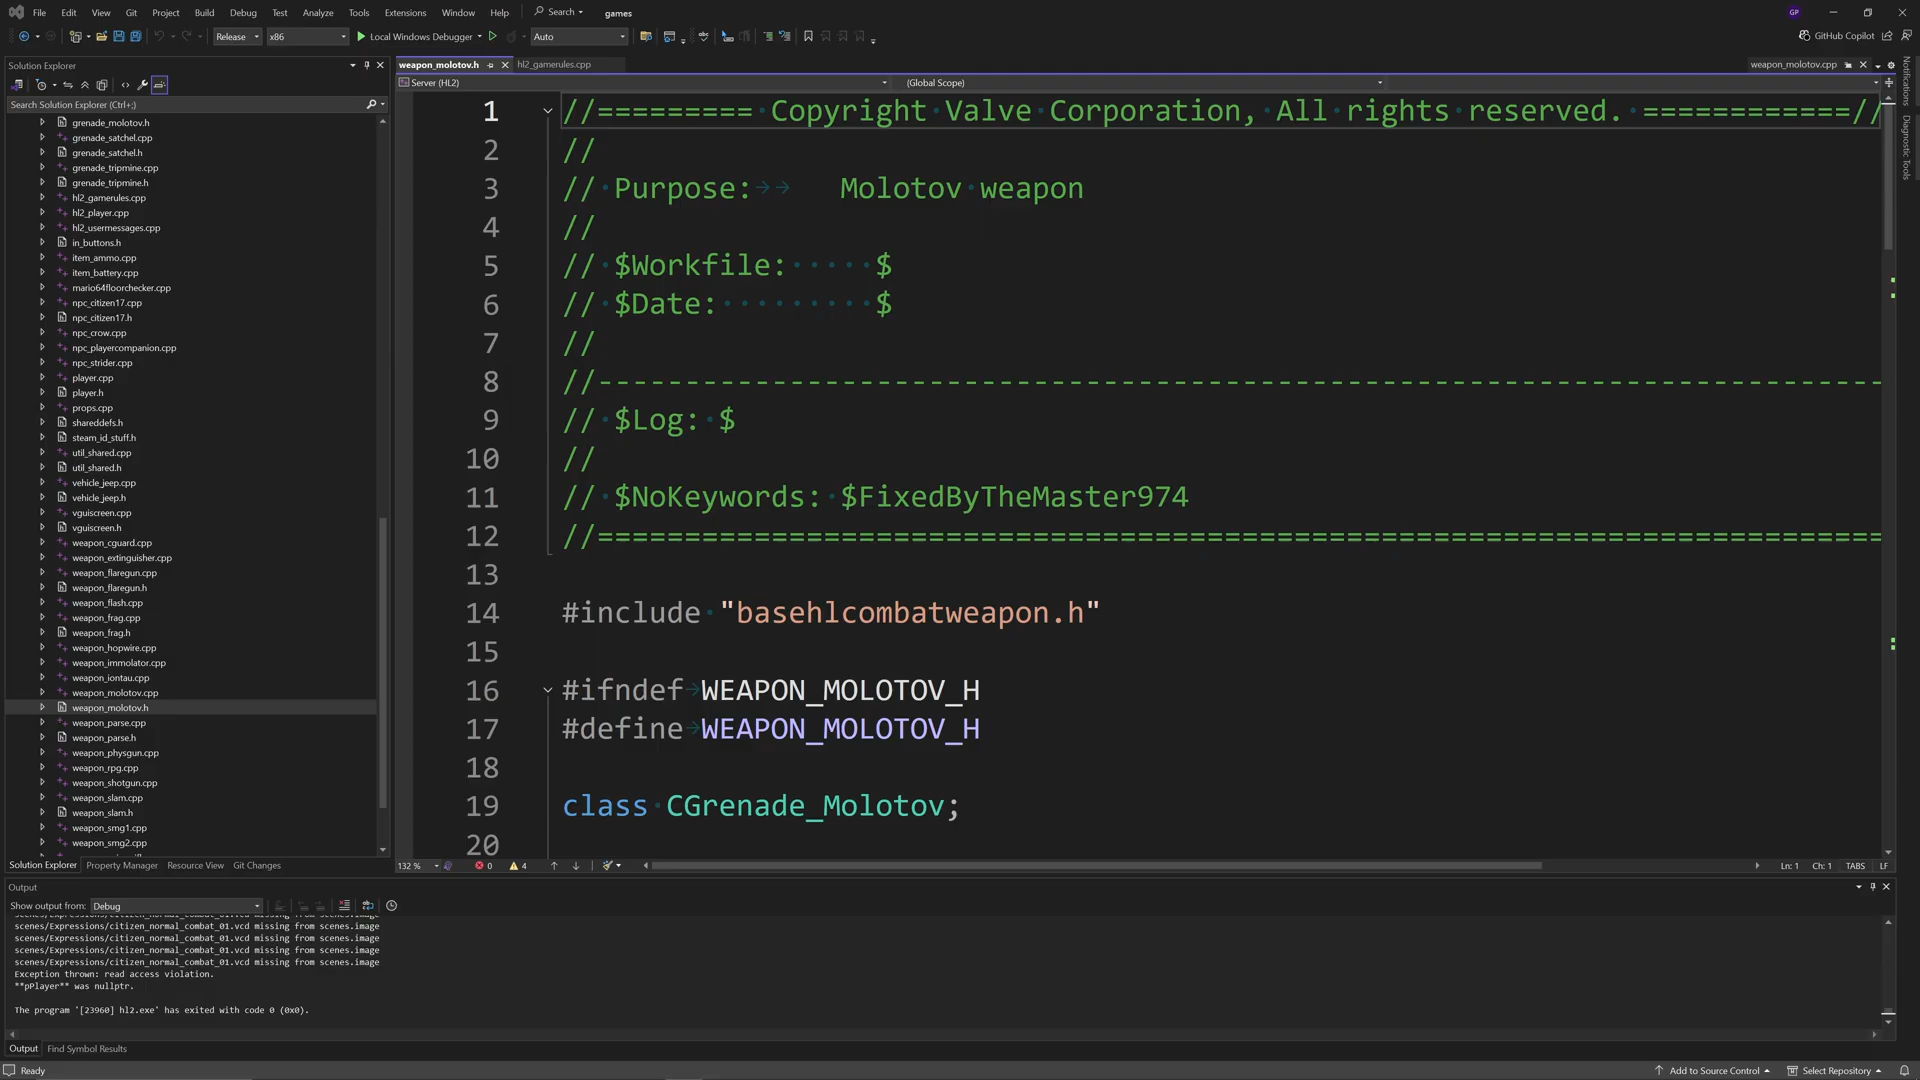 File Edit View Git Project Build Debug Test Analyze Tools Extensions Window Help Search games GP
Release x86 Local Windows Debugger Auto GitHub Copilot
Solution Explorer
Search Solution Explorer (Ctrl+;)
grenade_molotov.h
grenade_satchel.cpp
grenade_satchel.h
grenade_tripmine.cpp
grenade_tripmine.h
hl2_gamerules.cpp
hl2_player.cpp
hl2_usermessages.cpp
in_buttons.h
item_ammo.cpp
item_battery.cpp
mario64floorchecker.cpp
npc_citizen17.cpp
npc_citizen17.h
npc_crow.cpp
npc_playercompanion.cpp
npc_strider.cpp
player.cpp
player.h
props.cpp
shareddefs.h
steam_id_stuff.h
util_shared.cpp
util_shared.h
vehicle_jeep.cpp
vehicle_jeep.h
vguiscreen.cpp
vguiscreen.h
weapon_cguard.cpp
weapon_extinguisher.cpp
weapon_flaregun.cpp
weapon_flaregun.h
weapon_flash.cpp
weapon_frag.cpp
weapon_frag.h
weapon_hopwire.cpp
weapon_immolator.cpp
weapon_iontau.cpp
weapon_molotov.cpp
weapon_molotov.h
weapon_parse.cpp
weapon_parse.h
weapon_physgun.cpp
weapon_rpg.cpp
weapon_shotgun.cpp
weapon_slam.cpp
weapon_slam.h
weapon_smg1.cpp
weapon_smg2.cpp
Solution Explorer Property Manager Resource View Git Changes
weapon_molotov.h hl2_gamerules.cpp weapon_molotov.cpp
Server (HL2) (Global Scope)
1 //========= Copyright Valve Corporation, All rights reserved. ============//
2 //
3 // Purpose: Molotov weapon
4 //
5 // $Workfile:     $
6 // $Date:         $
7 //
8 //-----------------------------------------------------------------------------
9 // $Log: $
10 //
11 // $NoKeywords: $FixedByTheMaster974
12 //=============================================================================
13
14 #include "basehlcombatweapon.h"
15
16 #ifndef WEAPON_MOLOTOV_H
17 #define WEAPON_MOLOTOV_H
18
19 class CGrenade_Molotov;
20
132 % 0 4 Ln: 1 Ch: 1 TABS LF
Notifications
Diagnostic Tools
Output
Show output from: Debug
scenes/Expressions/citizen_normal_combat_01.vcd missing from scenes.image
scenes/Expressions/citizen_normal_combat_01.vcd missing from scenes.image
scenes/Expressions/citizen_normal_combat_01.vcd missing from scenes.image
scenes/Expressions/citizen_normal_combat_01.vcd missing from scenes.image
scenes/Expressions/citizen_normal_combat_01.vcd missing from scenes.image
Exception thrown: read access violation.
**pPlayer** was nullptr.
The program '[23960] hl2.exe' has exited with code 0 (0x0).
Output Find Symbol Results
Ready Add to Source Control Select Repository